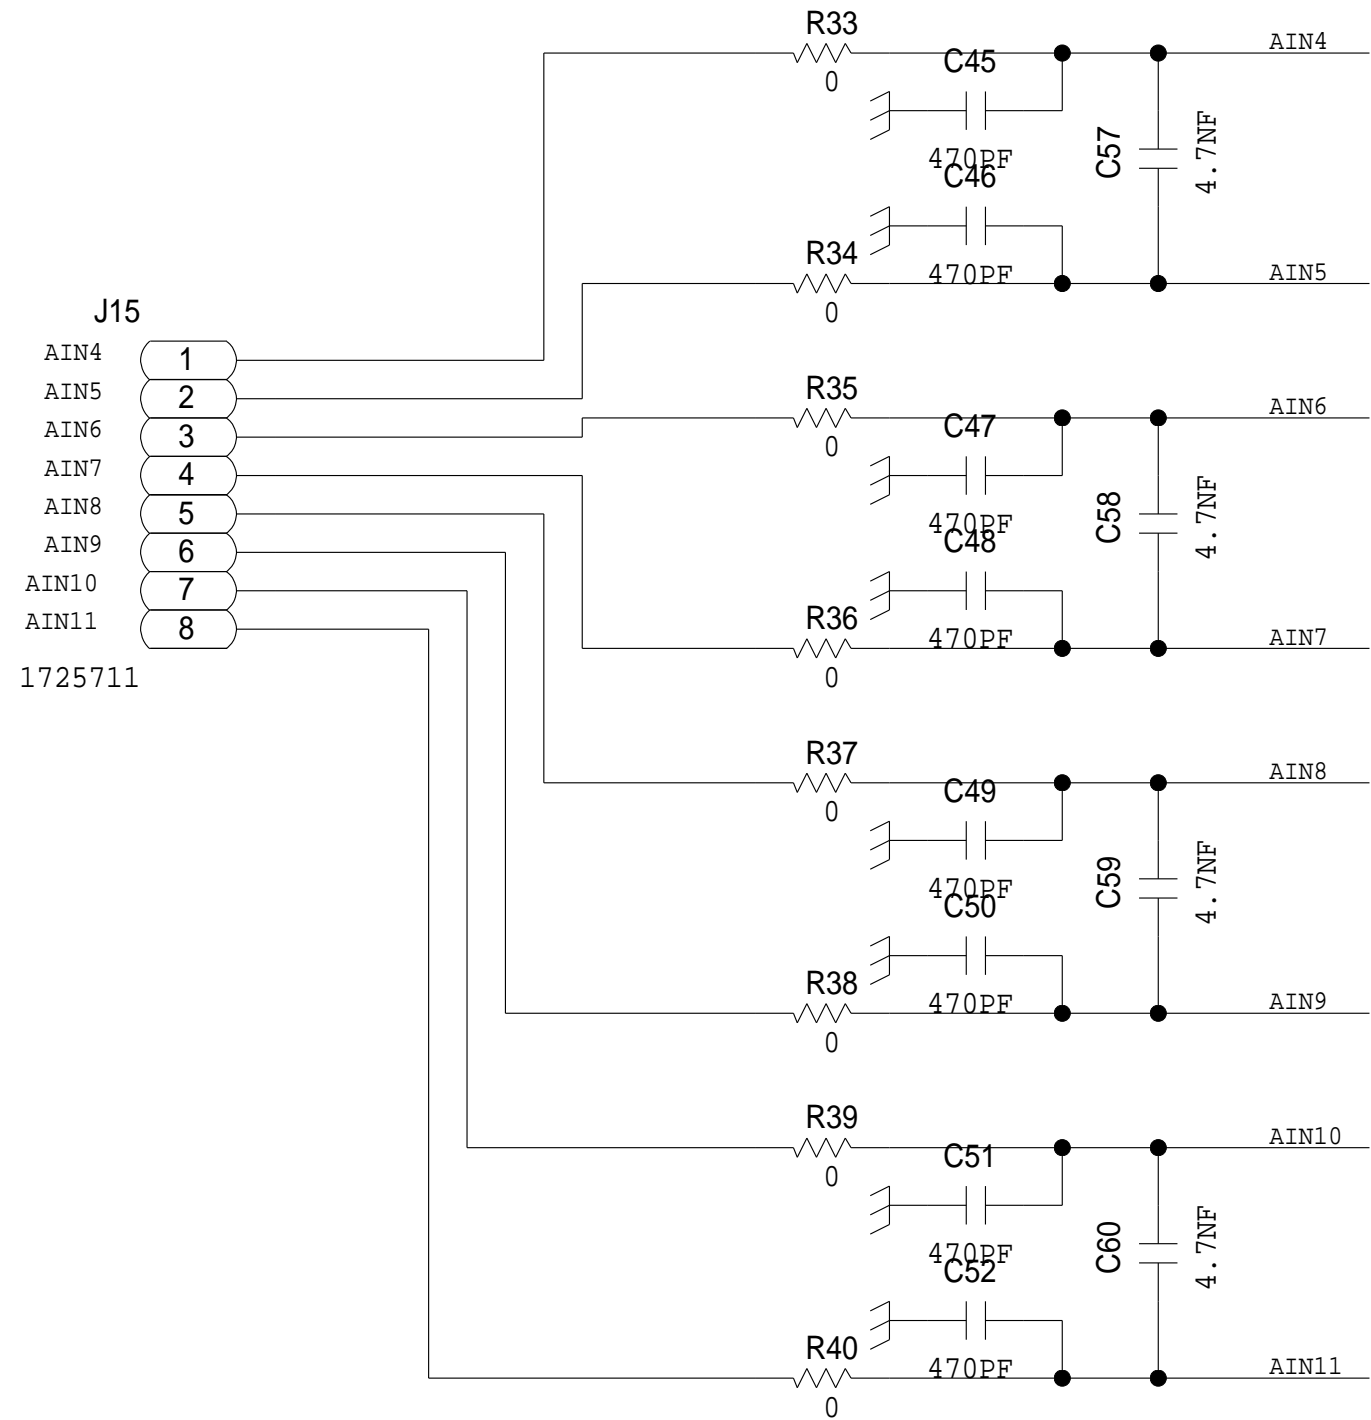 R33
0
C45
470PF
AIN4
C57
4.7NF
C46
470PF
R34
0
AIN5
J15
AIN4 1
AIN5 2
AIN6 3
AIN7 4
AIN8 5
AIN9 6
AIN10 7
AIN11 8
1725711
R35
0
C47
470PF
AIN6
C58
4.7NF
C48
470PF
R36
0
AIN7
R37
0
C49
470PF
AIN8
C59
4.7NF
C50
470PF
R38
0
AIN9
R39
0
C51
470PF
AIN10
C60
4.7NF
C52
470PF
R40
0
AIN11